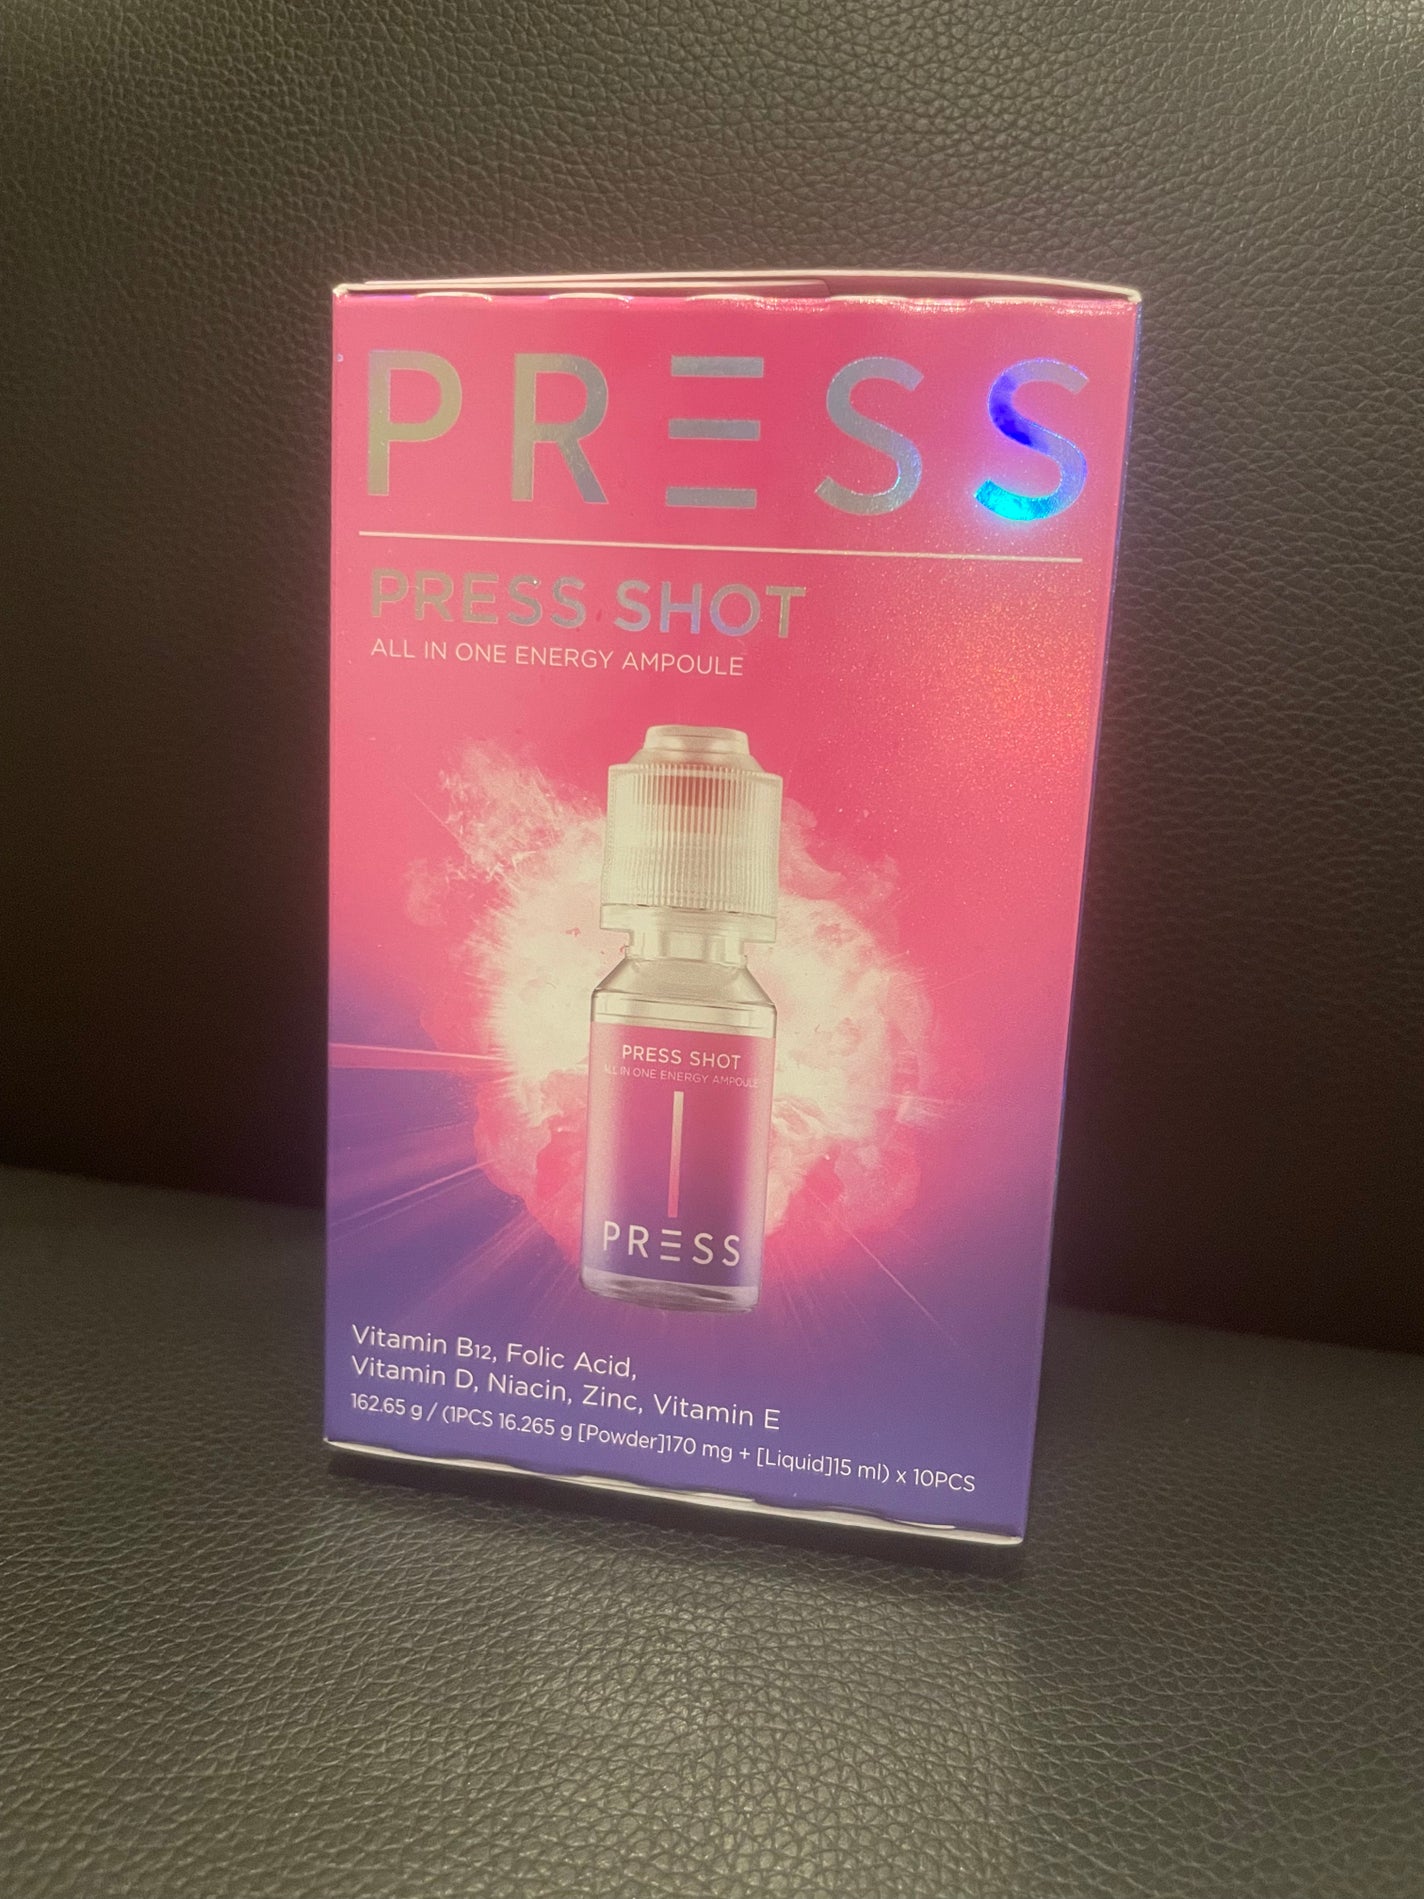 PRESS
PRESS SHOT
ALL IN ONE ENERGY AMPOULE
PRESS SHOT
ALL IN ONE ENERGY AMPOULE
PRESS
Vitamin B12, Folic Acid,
Vitamin D, Niacin, Zinc, Vitamin E
162.65 g / (1PCS 16.265 g [Powder]170 mg + [Liquid]15 ml) x 10PCS